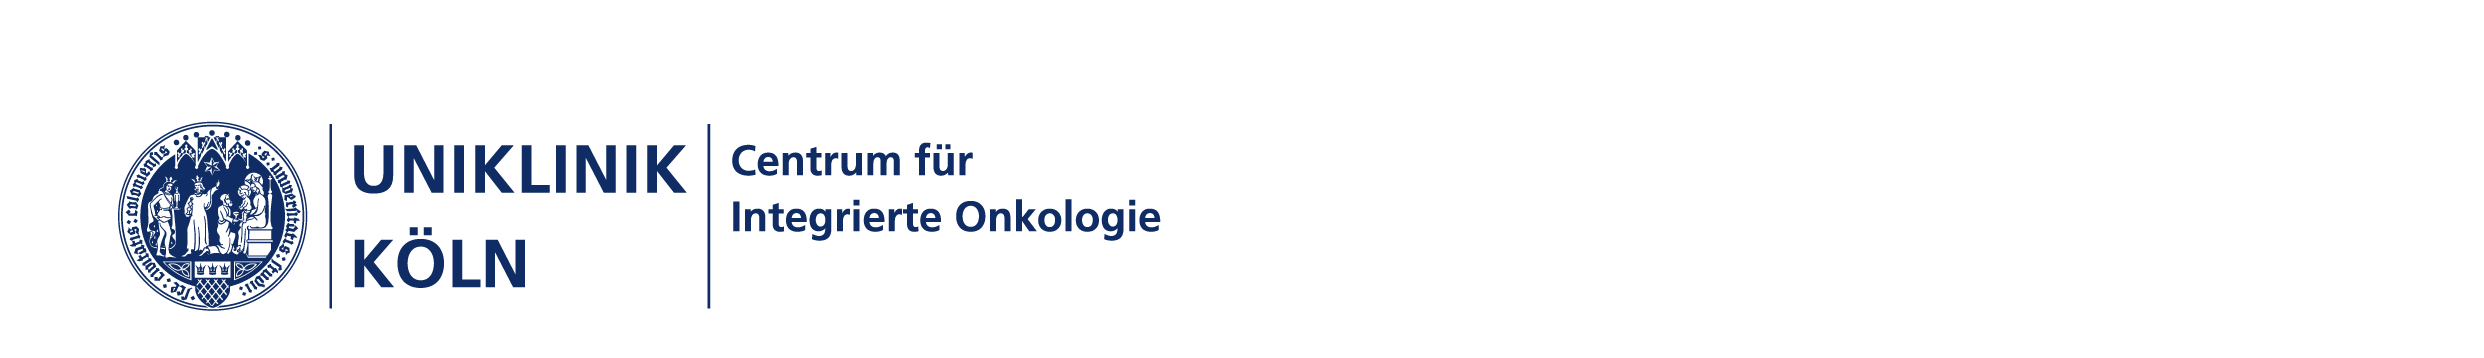 UNIKLINIK
KÖLN
Centrum für
Integrierte Onkologie